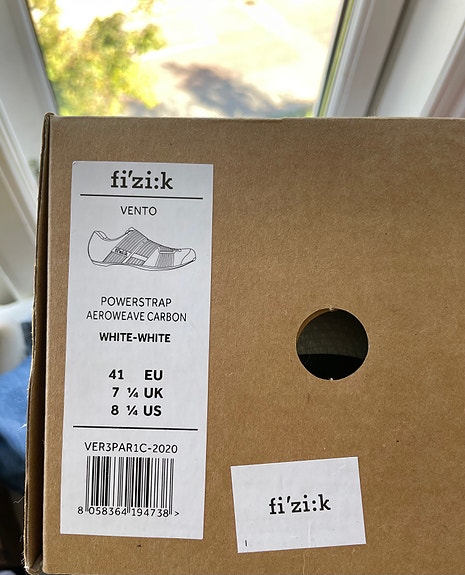 fi'zi:k
VENTO
POWERSTRAP
AEROWEAVE CARBON
WHITE-WHITE
41 EU
7 ¼ UK
8 ¼ US
VER3PAR1C-2020
8 058364 194738 >
fi'zi:k